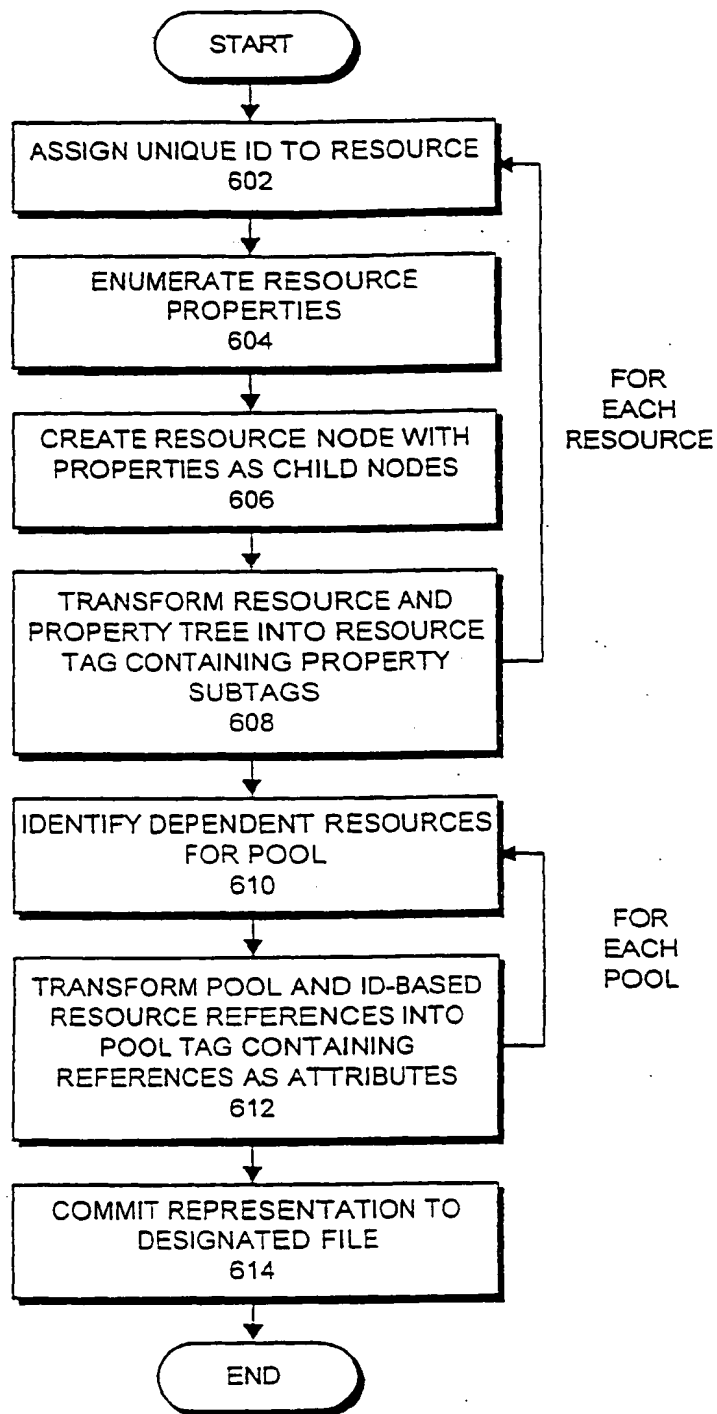 START
ASSIGN UNIQUE ID TO RESOURCE
602
ENUMERATE RESOURCE
PROPERTIES
604
CREATE RESOURCE NODE WITH
PROPERTIES AS CHILD NODES
606
TRANSFORM RESOURCE AND
PROPERTY TREE INTO RESOURCE
TAG CONTAINING PROPERTY
SUBTAGS
608
FOR
EACH
RESOURCE
IDENTIFY DEPENDENT RESOURCES
FOR POOL
610
TRANSFORM POOL AND ID-BASED
RESOURCE REFERENCES INTO
POOL TAG CONTAINING
REFERENCES AS ATTRIBUTES
612
FOR
EACH
POOL
COMMIT REPRESENTATION TO
DESIGNATED FILE
614
END